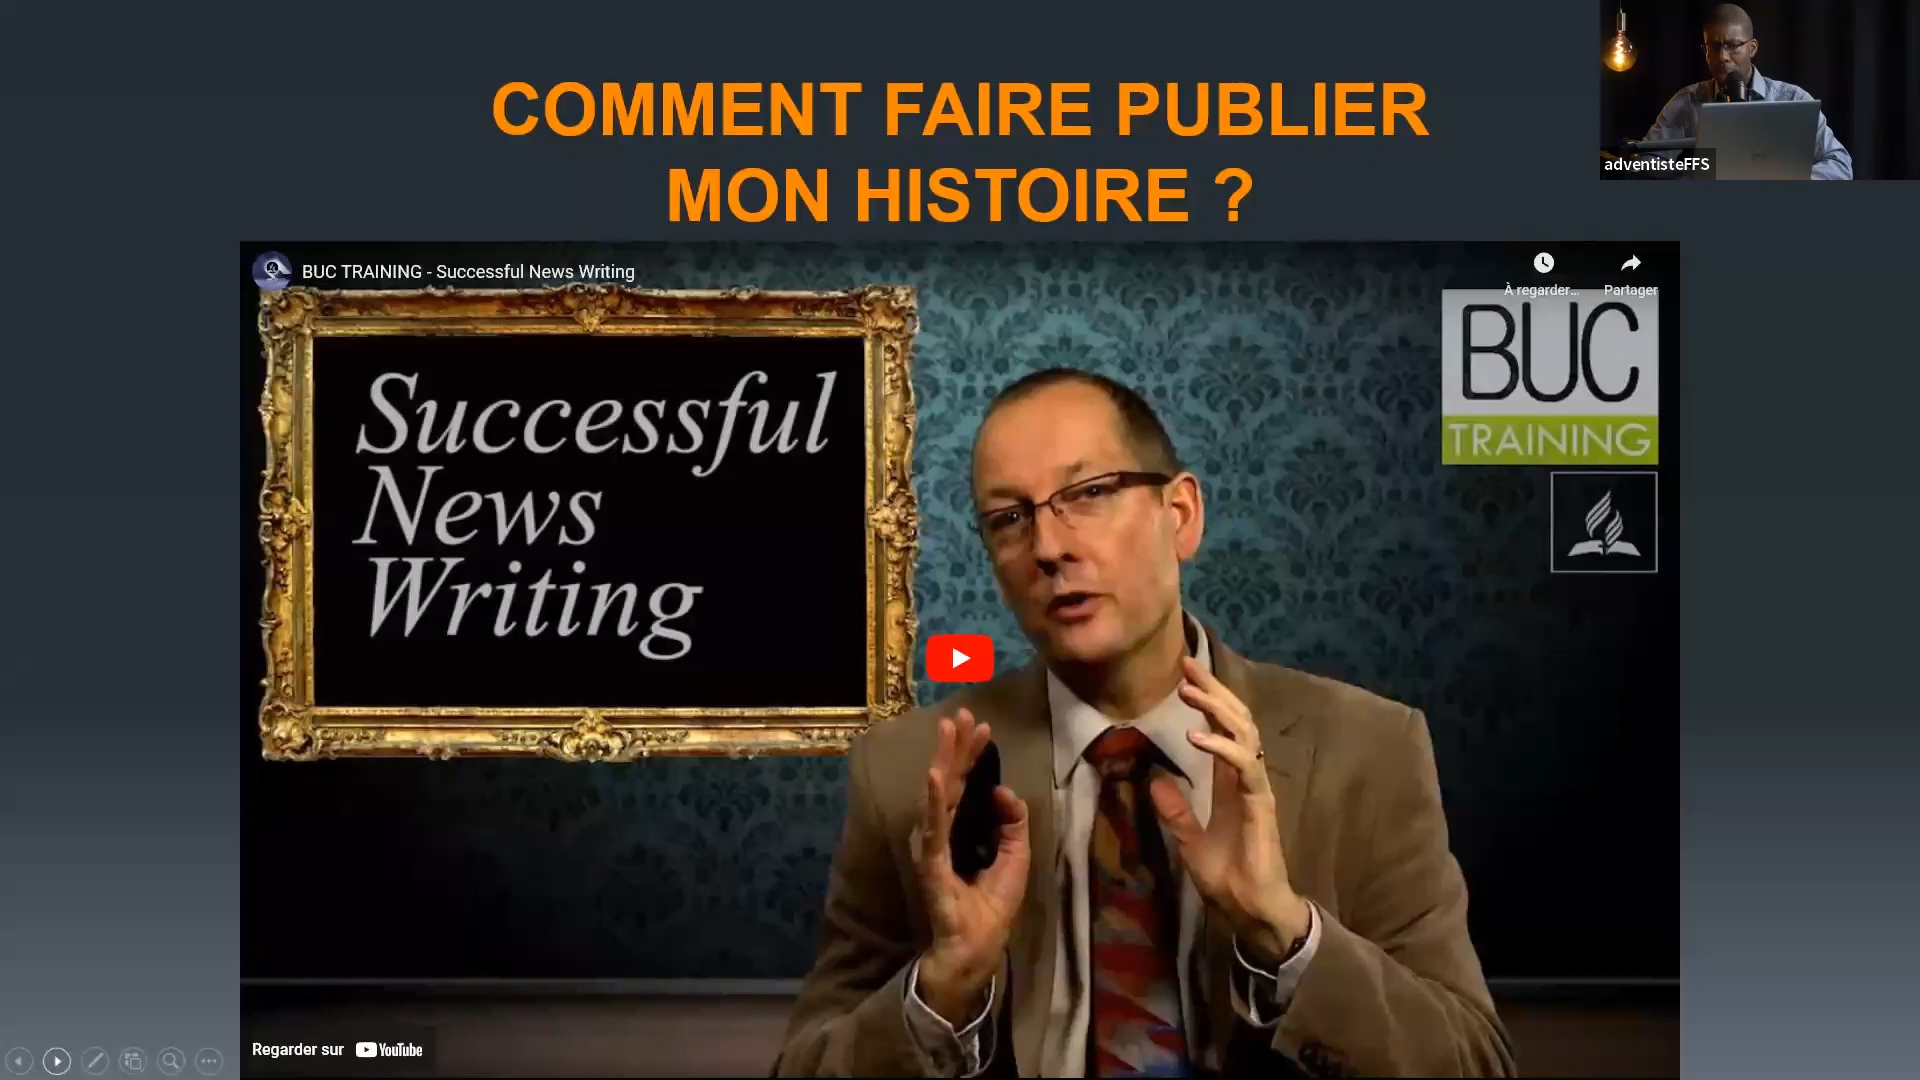 COMMENT FAIRE PUBLIER
MON HISTOIRE ?
adventisteFFS
BUC TRAINING - Successful News Writing
À regarder...
Partager
Successful
News
Writing
BUC
TRAINING
Regarder sur YouTube